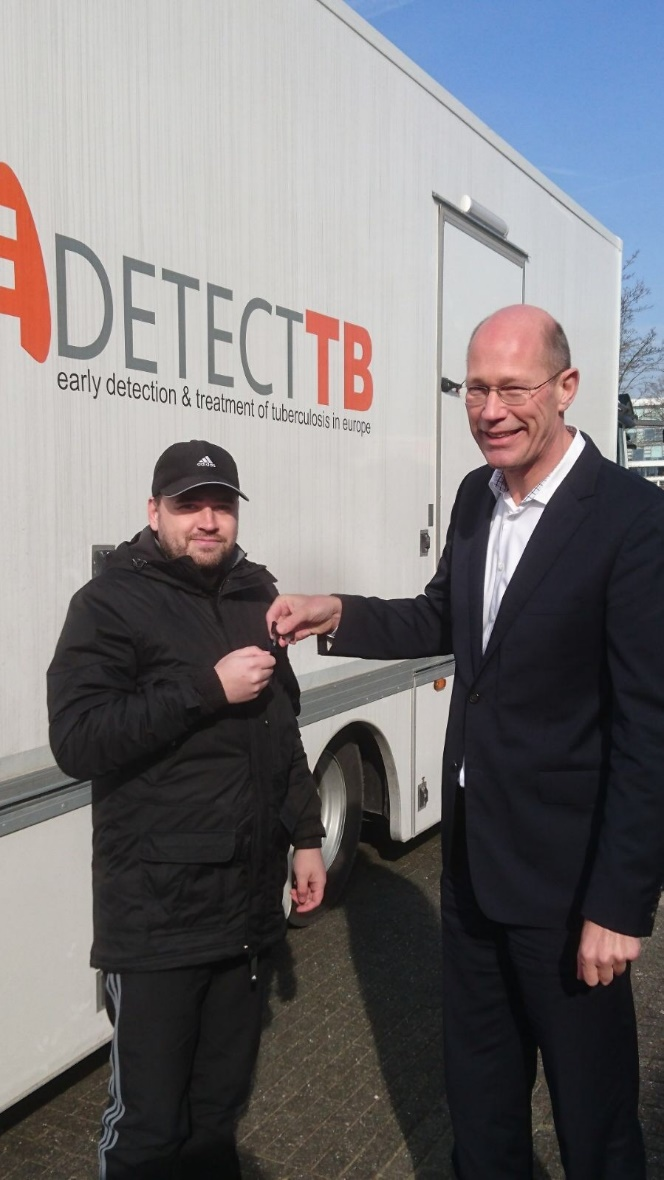 DETECTTB
early detection & treatment of tuberculosis in europe
adidas